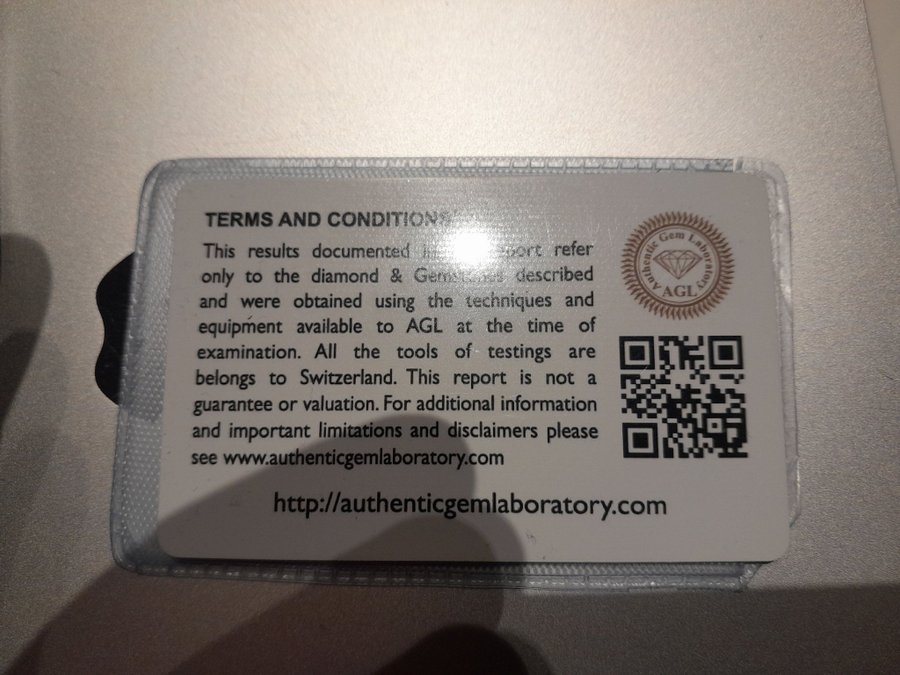 TERMS AND CONDITIONS
This results documented report refer
only to the diamond & Gemstones described
and were obtained using the techniques and
equipment available to AGL at the time of
examination. All the tools of testings are
belongs to Switzerland. This report is not a
guarantee or valuation. For additional information
and important limitations and disclaimers please
see www.authenticgemlaboratory.com
http://authenticgemlaboratory.com
Authentic Gem Laboratory
AGL